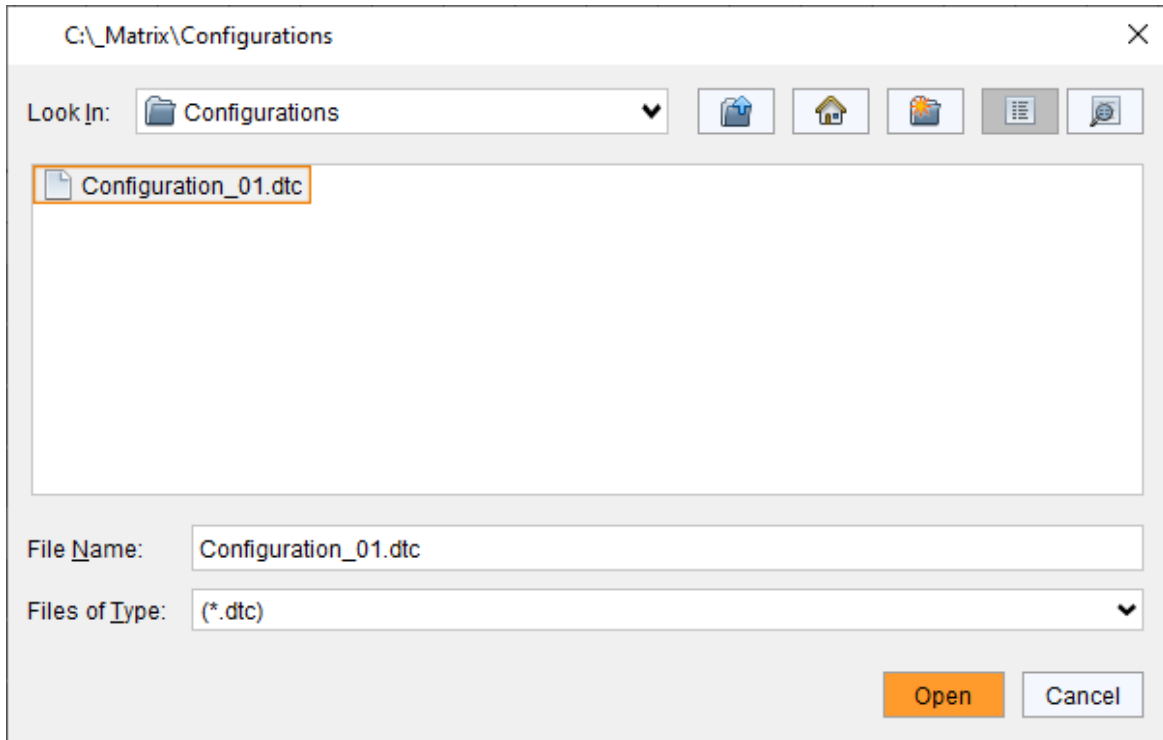 C:\_Matrix\Configurations
Look In: Configurations
Configuration_01.dtc
File Name: Configuration_01.dtc
Files of Type: (*.dtc)
Open Cancel